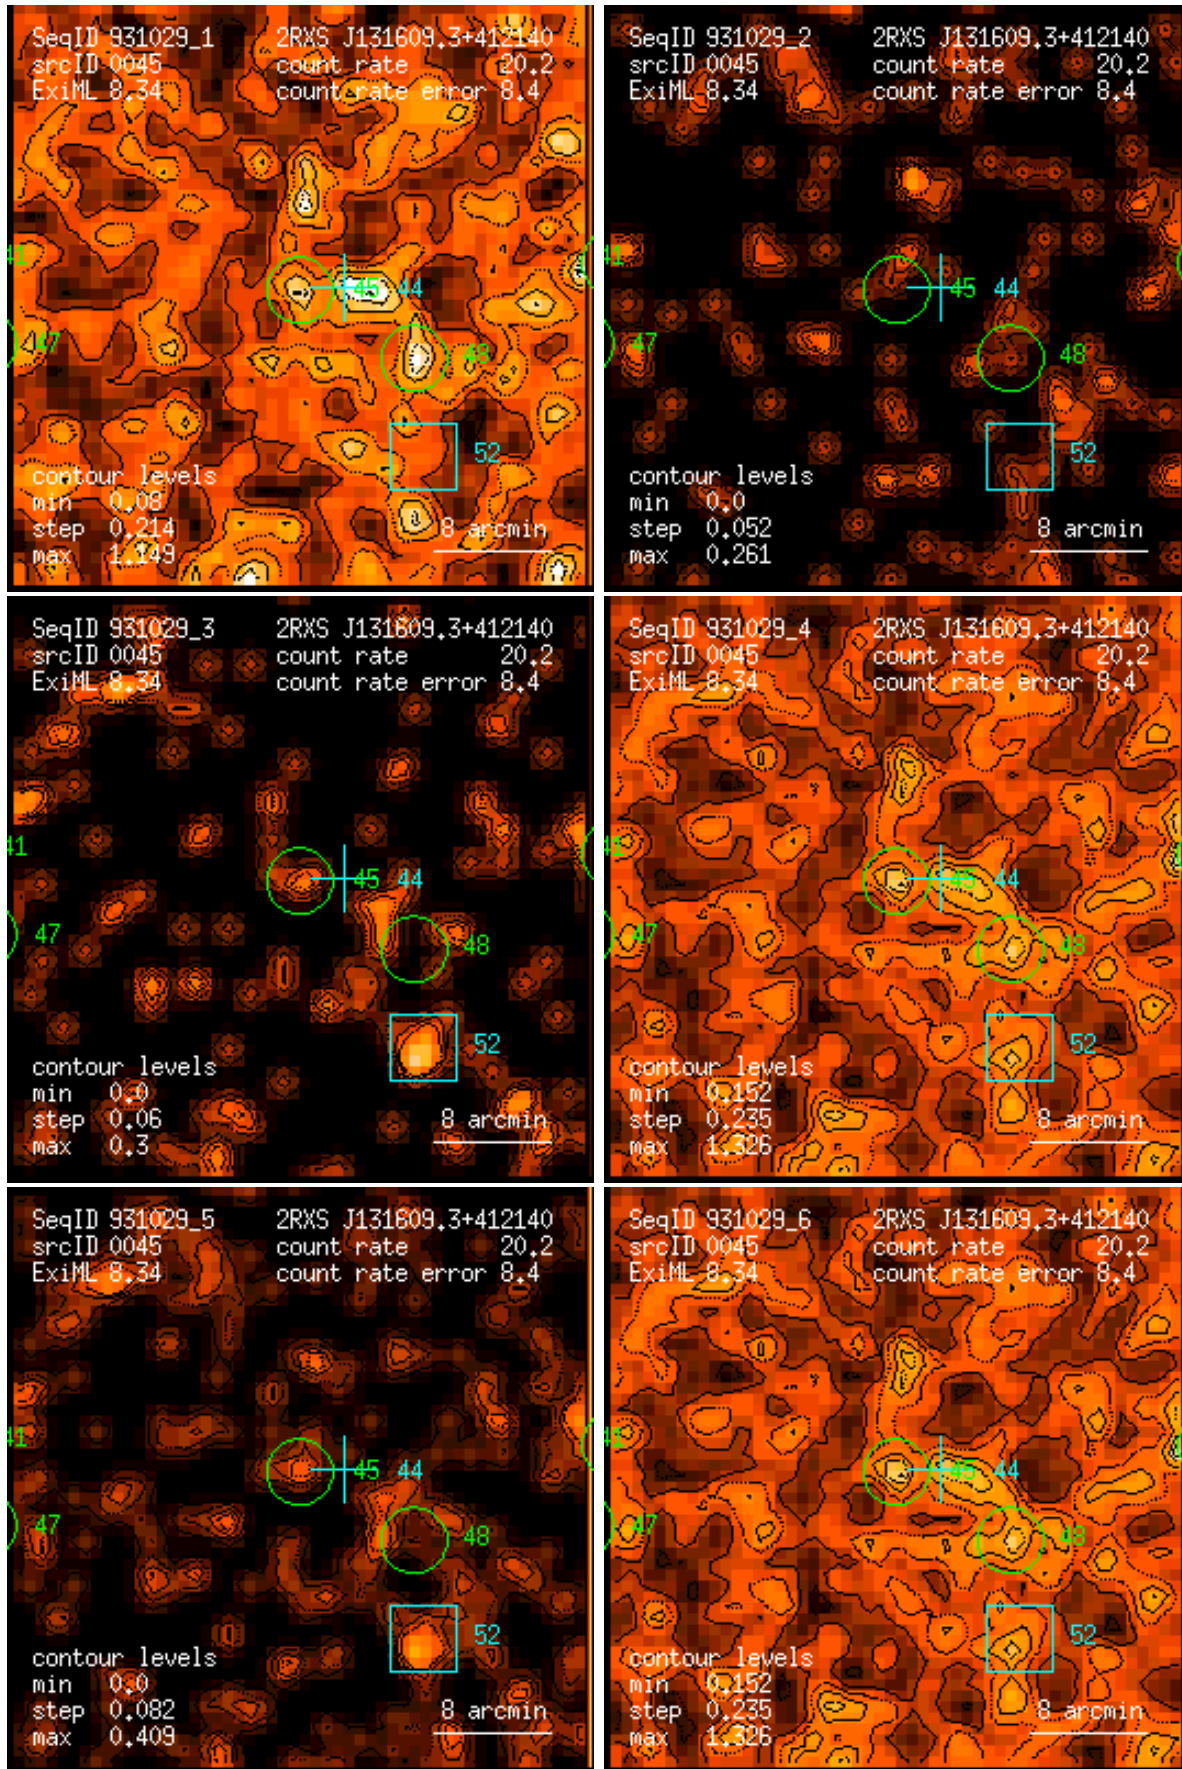 SeqID 931029_1 2RXS J131609.3+412140
srcID 0045 count rate 20.2
ExiML 8.34 count rate error 8.4
41
45 44
47
48
52
contour levels
min 0.08
step 0.214 8 arcmin
max 1.149
SeqID 931029_2 2RXS J131609.3+412140
srcID 0045 count rate 20.2
ExiML 8.34 count rate error 8.4
41
45 44
47
48
52
contour levels
min 0.0
step 0.052 8 arcmin
max 0.261
SeqID 931029_3 2RXS J131609.3+412140
srcID 0045 count rate 20.2
ExiML 8.34 count rate error 8.4
41
45 44
47
48
52
contour levels
min 0.0
step 0.06 8 arcmin
max 0.3
SeqID 931029_4 2RXS J131609.3+412140
srcID 0045 count rate 20.2
ExiML 8.34 count rate error 8.4
41
45 44
47
48
52
contour levels
min 0.152
step 0.235 8 arcmin
max 1.326
SeqID 931029_5 2RXS J131609.3+412140
srcID 0045 count rate 20.2
ExiML 8.34 count rate error 8.4
41
45 44
47
48
52
contour levels
min 0.0
step 0.082 8 arcmin
max 0.409
SeqID 931029_6 2RXS J131609.3+412140
srcID 0045 count rate 20.2
ExiML 8.34 count rate error 8.4
41
45 44
47
48
52
contour levels
min 0.152
step 0.235 8 arcmin
max 1.326